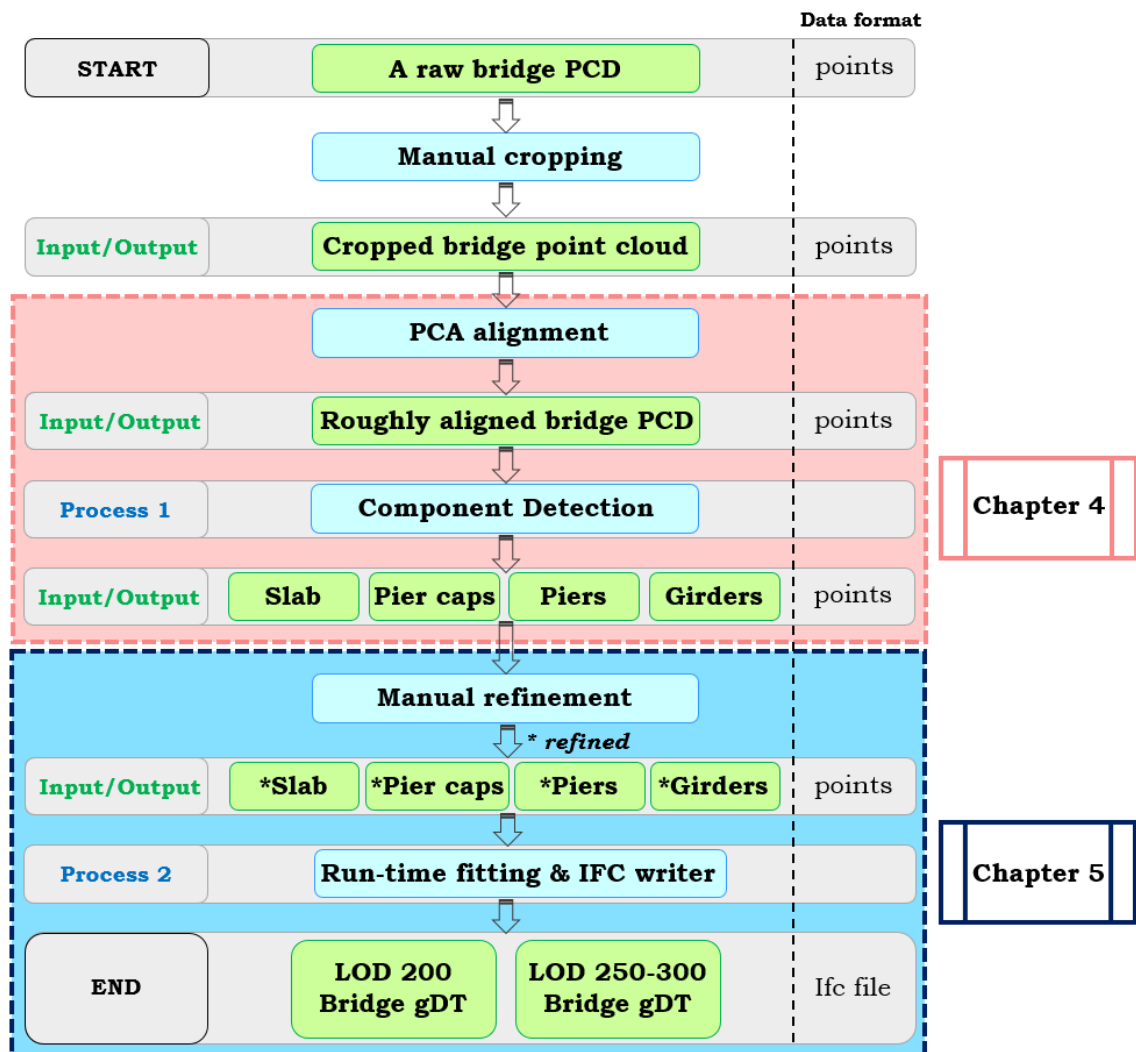 Data format
START
A raw bridge PCD
points
Manual cropping
Input/Output
Cropped bridge point cloud
points
PCA alignment
Input/Output
Roughly aligned bridge PCD
points
Process 1
Component Detection
Chapter 4
Input/Output
Slab
Pier caps
Piers
Girders
points
Manual refinement
* refined
Input/Output
*Slab
*Pier caps
*Piers
*Girders
points
Process 2
Run-time fitting & IFC writer
Chapter 5
END
LOD 200
Bridge gDT
LOD 250-300
Bridge gDT
Ifc file